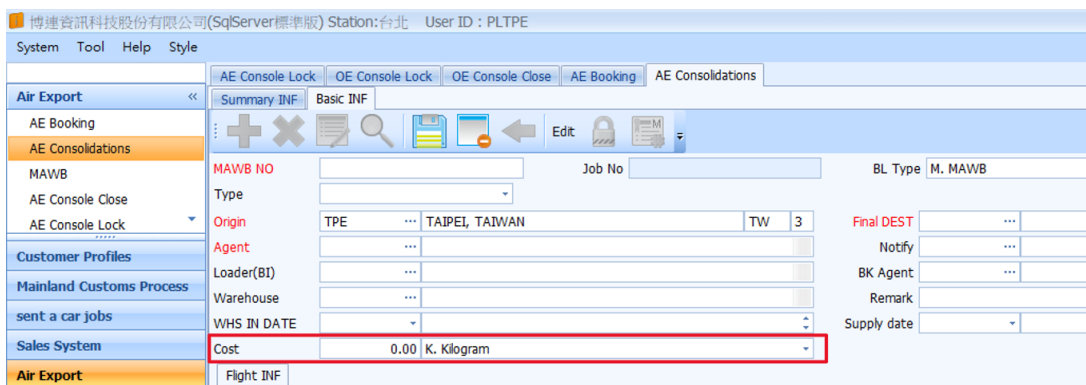 博連資訊科技股份有限公司(SqlServer標準版) Station:台北 User ID : PLTPE
System Tool Help Style
AE Console Lock OE Console Lock OE Console Close AE Booking AE Consolidations
Air Export «
Summary INF Basic INF
AE Booking
AE Consolidations
MAWB
AE Console Close
AE Console Lock
Customer Profiles
Mainland Customs Process
sent a car jobs
Sales System
Air Export
Edit
MAWB NO Job No BL Type M. MAWB
Type
Origin TPE ... TAIPEI, TAIWAN TW 3 Final DEST ...
Agent ... Notify ...
Loader(BI) ... BK Agent ...
Warehouse ... Remark
WHS IN DATE Supply date
Cost 0.00 K. Kilogram
Flight INF